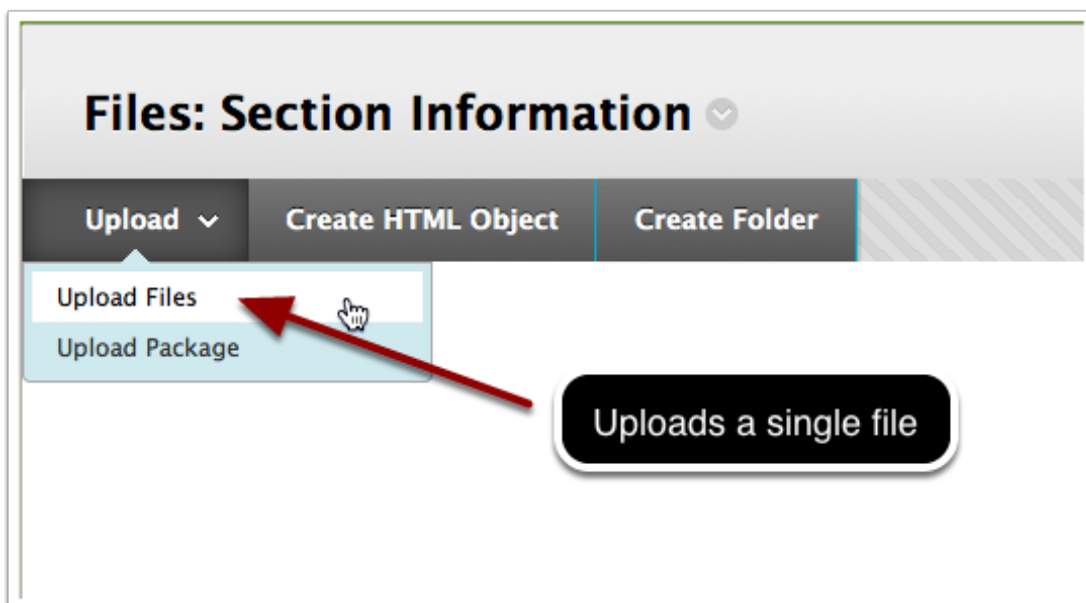 Files: Section Information
Upload Create HTML Object Create Folder
Upload Files
Upload Package
Uploads a single file